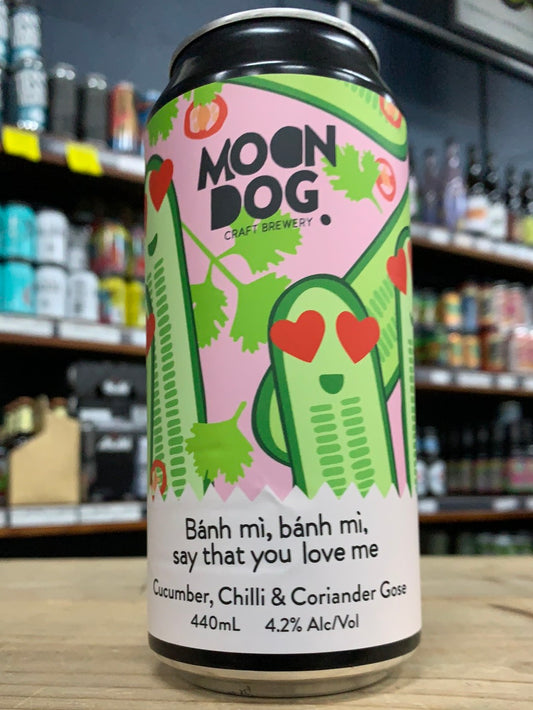 MOON
DOG.
CRAFT BREWERY
Bánh mì, bánh mì,
say that you love me
Cucumber, Chilli & Coriander Gose
440mL 4.2% Alc/Vol